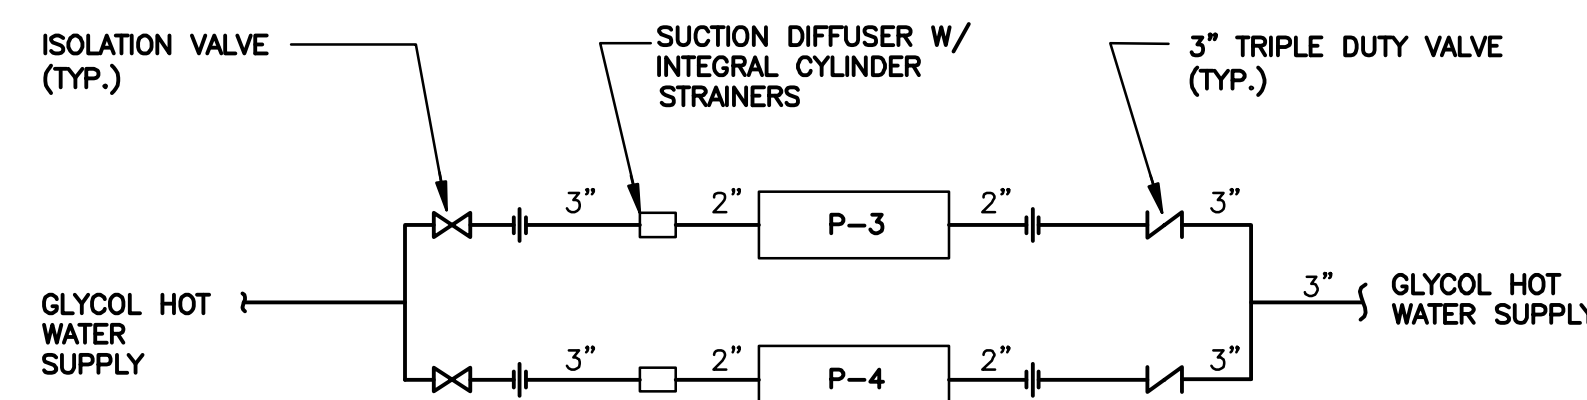 ISOLATION VALVE
(TYP.)
SUCTION DIFFUSER W/
INTEGRAL CYLINDER
STRAINERS
3" TRIPLE DUTY VALVE
(TYP.)
3" 2" P-3 2" 3"
GLYCOL HOT
WATER
SUPPLY
3"
GLYCOL HOT
WATER SUPPLY
3" 2" P-4 2" 3"